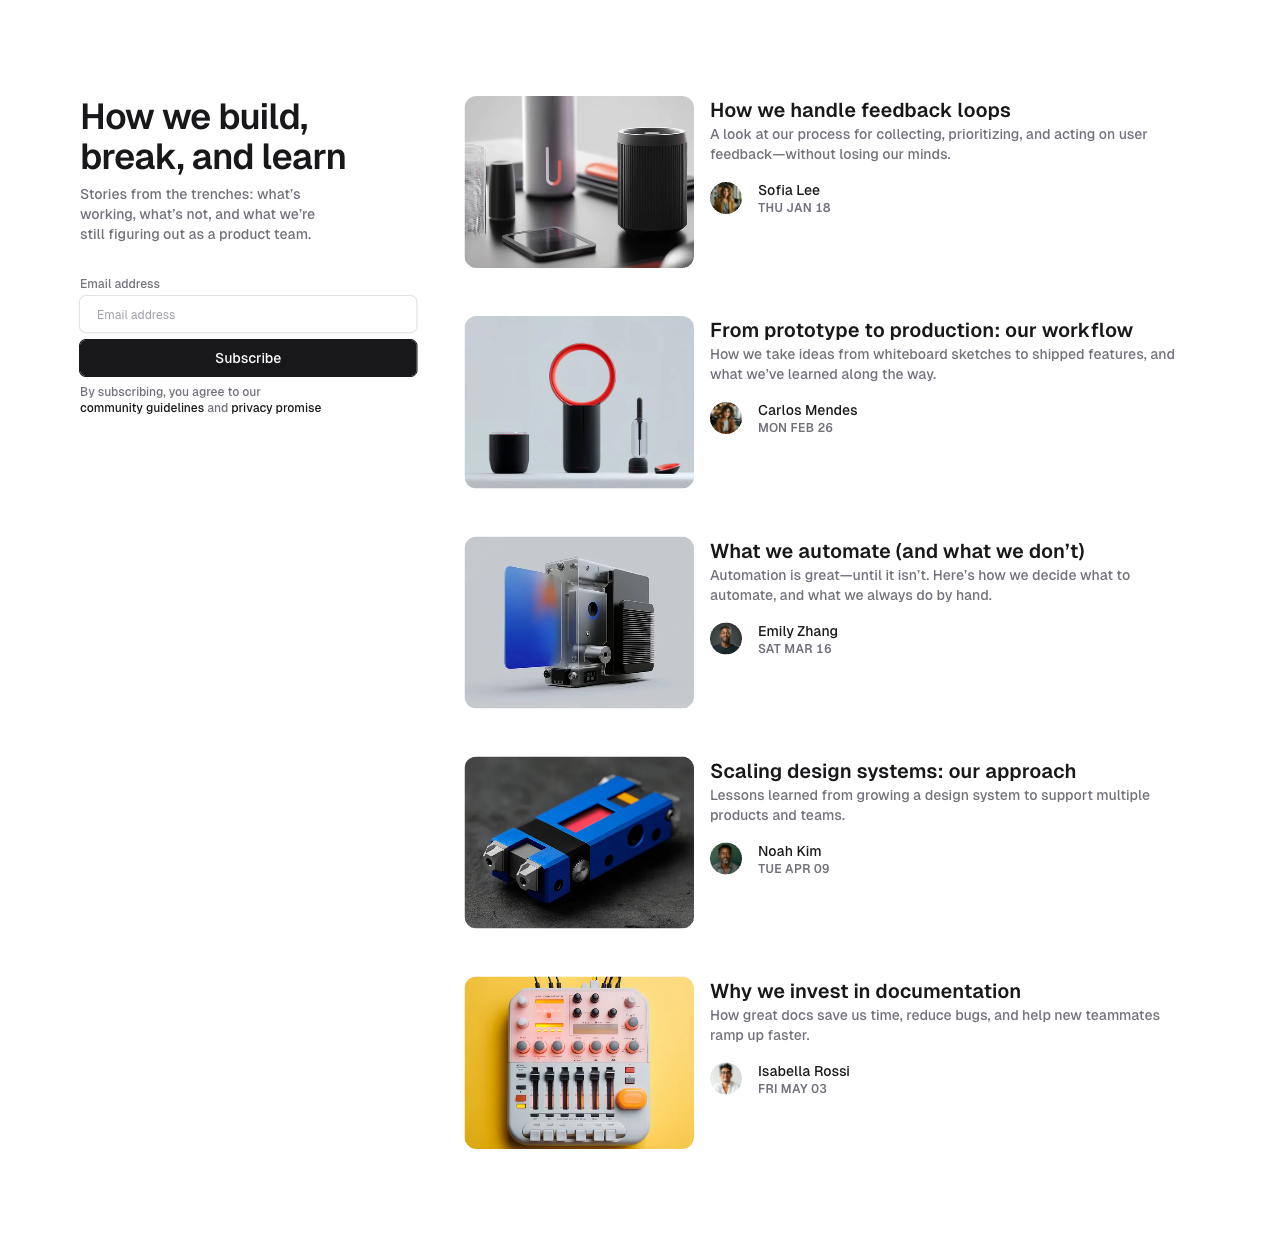 How we build,
break, and learn
Stories from the trenches: what’s
working, what’s not, and what we’re
still figuring out as a product team.
Email address
Email address
Subscribe
By subscribing, you agree to our
community guidelines and privacy promise
How we handle feedback loops
A look at our process for collecting, prioritizing, and acting on user
feedback—without losing our minds.
Sofia Lee
THU JAN 18
From prototype to production: our workflow
How we take ideas from whiteboard sketches to shipped features, and
what we’ve learned along the way.
Carlos Mendes
MON FEB 26
What we automate (and what we don’t)
Automation is great—until it isn’t. Here’s how we decide what to
automate, and what we always do by hand.
Emily Zhang
SAT MAR 16
Scaling design systems: our approach
Lessons learned from growing a design system to support multiple
products and teams.
Noah Kim
TUE APR 09
Why we invest in documentation
How great docs save us time, reduce bugs, and help new teammates
ramp up faster.
Isabella Rossi
FRI MAY 03